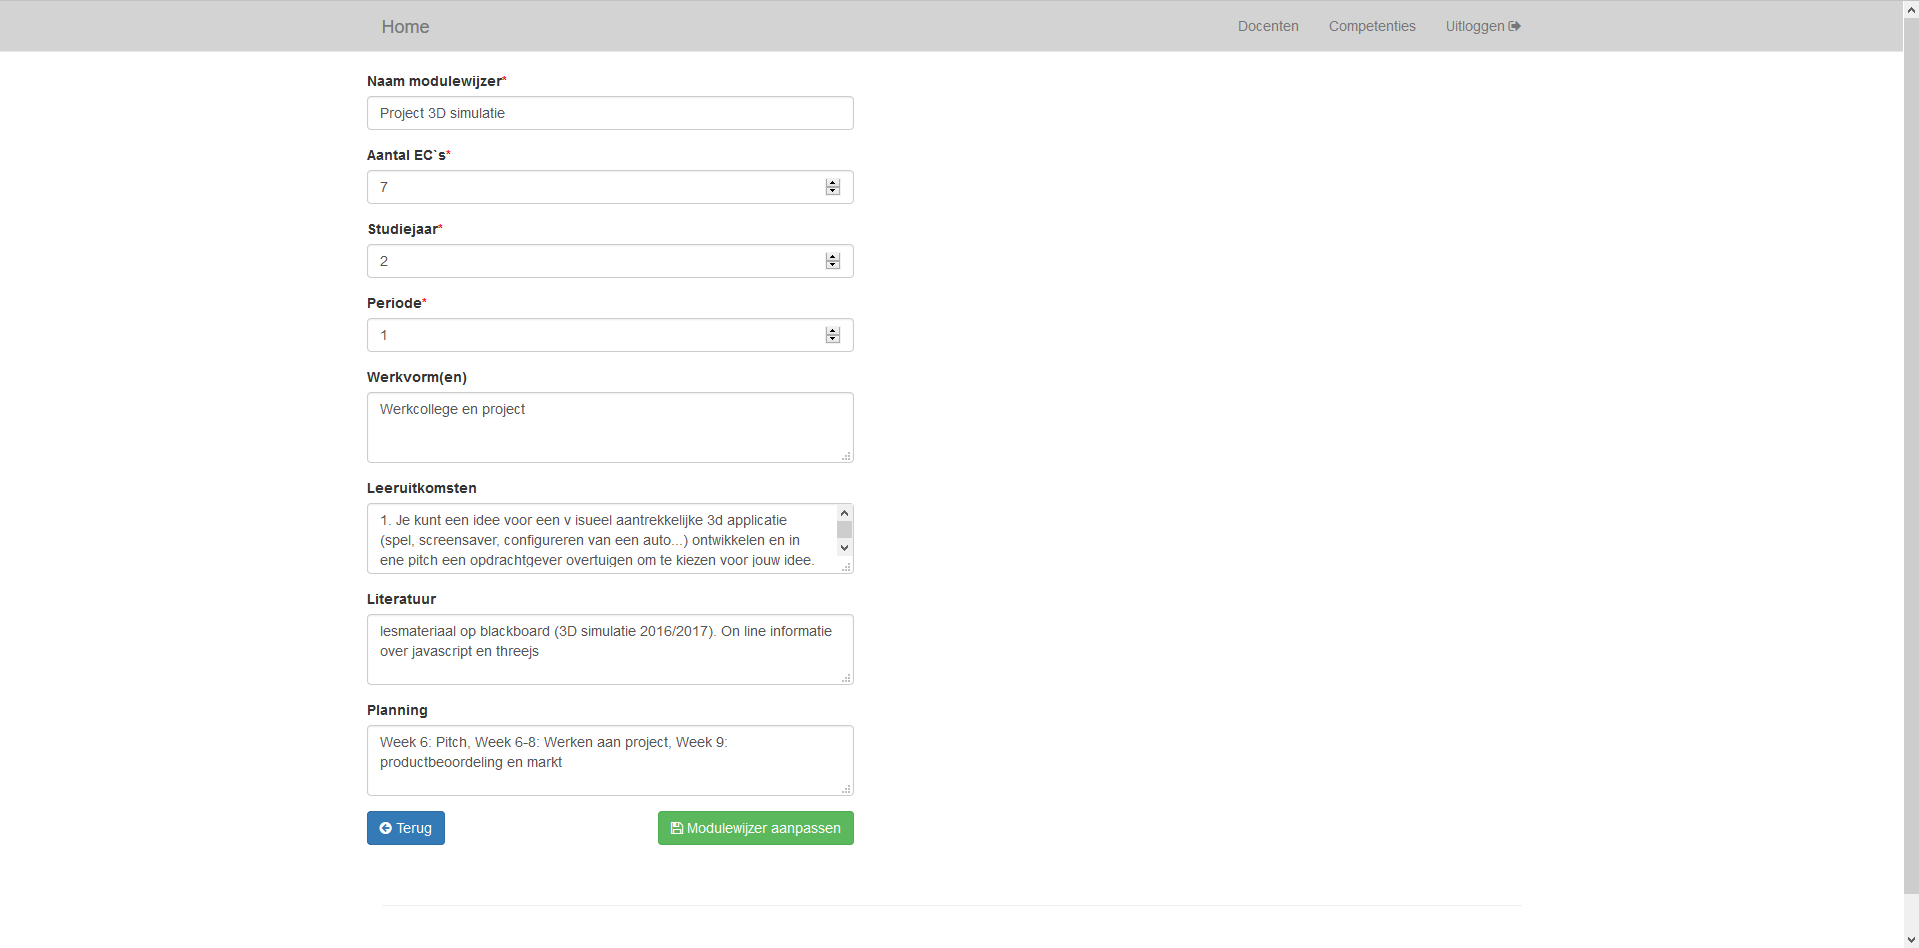 Home
Docenten
Competenties
Uitloggen
Naam modulewijzer*
Project 3D simulatie
Aantal EC`s*
7
Studiejaar*
2
Periode*
1
Werkvorm(en)
Werkcollege en project
Leeruitkomsten
1. Je kunt een idee voor een v isueel aantrekkelijke 3d applicatie
(spel, screensaver, configureren van een auto...) ontwikkelen en in
ene pitch een opdrachtgever overtuigen om te kiezen voor jouw idee.
Literatuur
lesmateriaal op blackboard (3D simulatie 2016/2017). On line informatie
over javascript en threejs
Planning
Week 6: Pitch, Week 6-8: Werken aan project, Week 9:
productbeoordeling en markt
Terug
Modulewijzer aanpassen